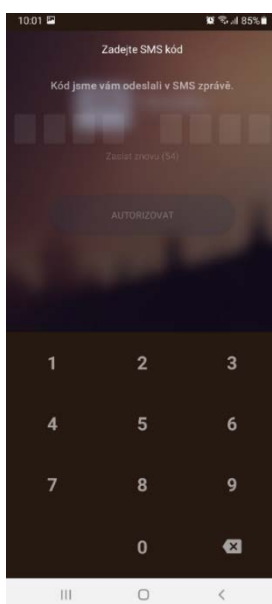 10:01 85%
Zadejte SMS kód
Kód jsme vám odeslali v SMS zprávě.
Zaslat znovu (54)
AUTORIZOVAT
1 2 3
4 5 6
7 8 9
0